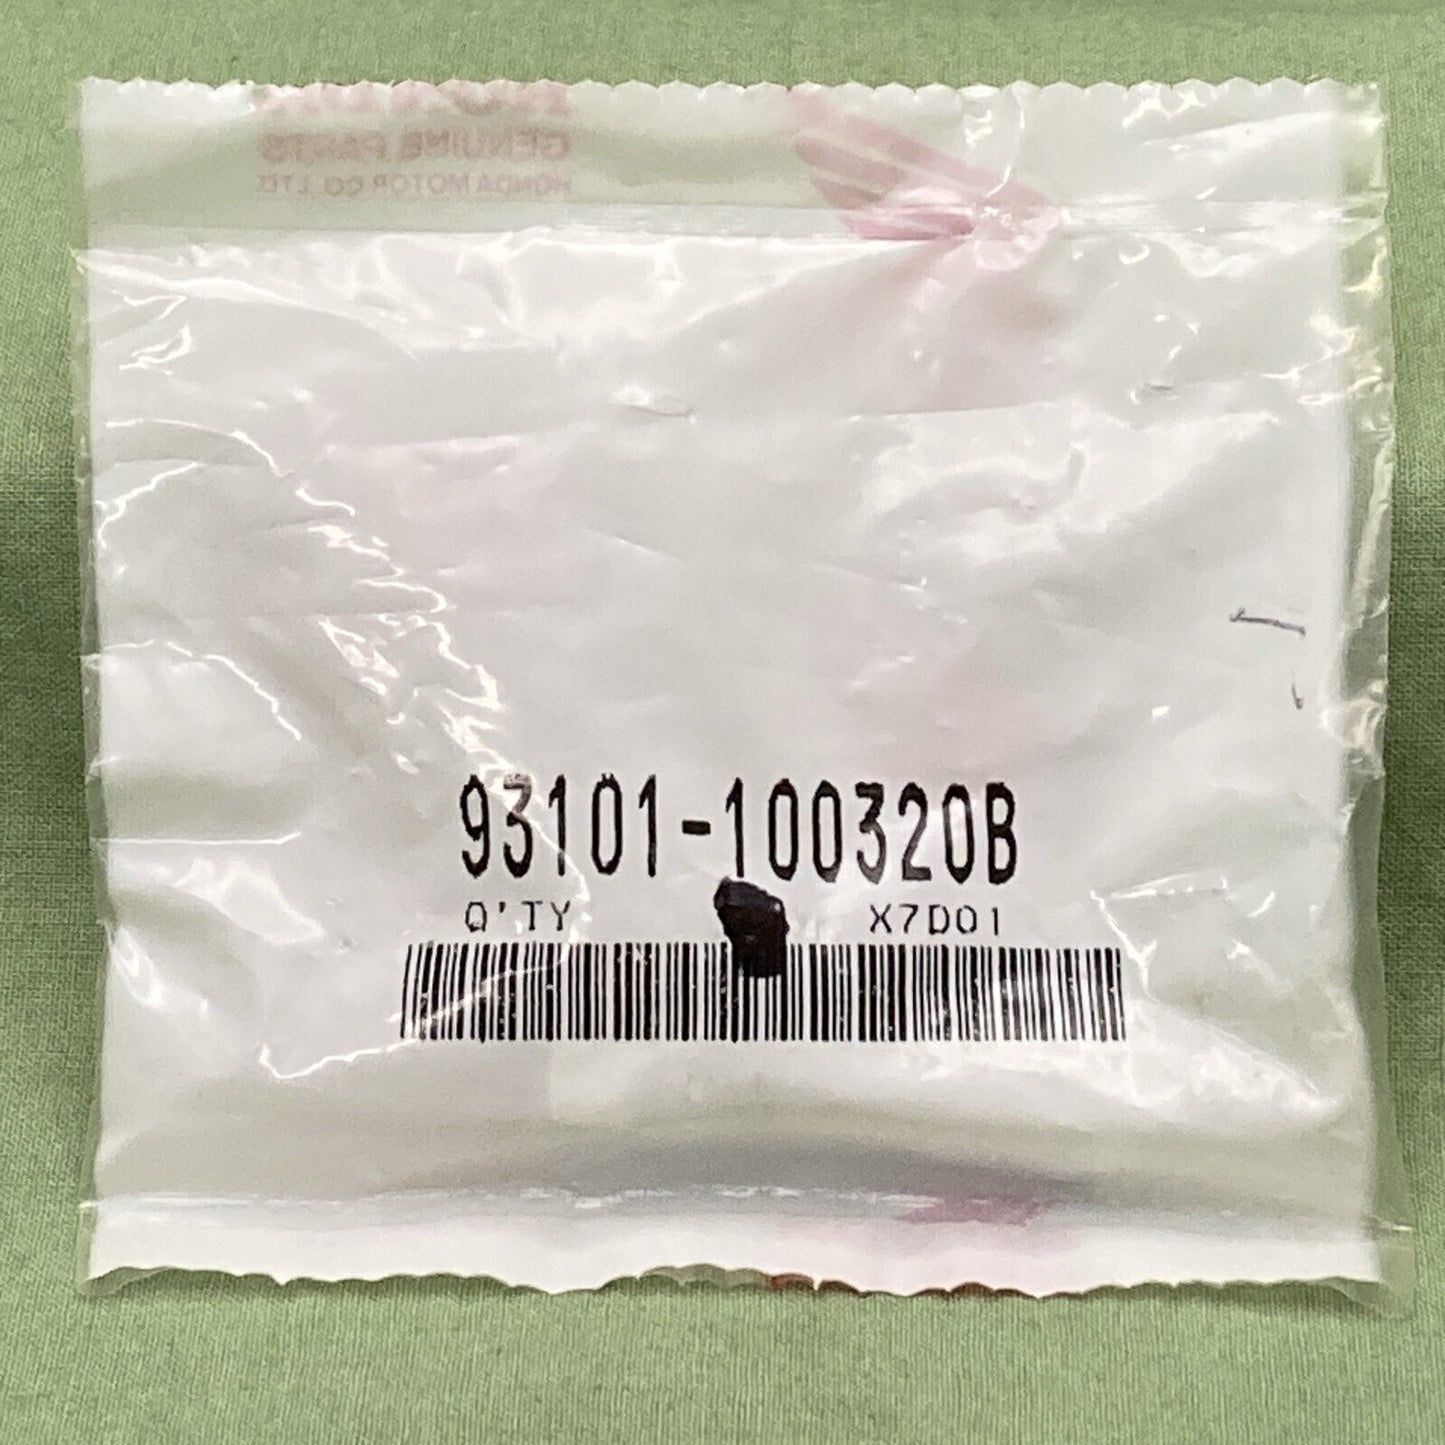 HONDA
GENUINE PARTS
HONDA MOTOR CO., LTD.
93101-100320B
Q'TY X7D01